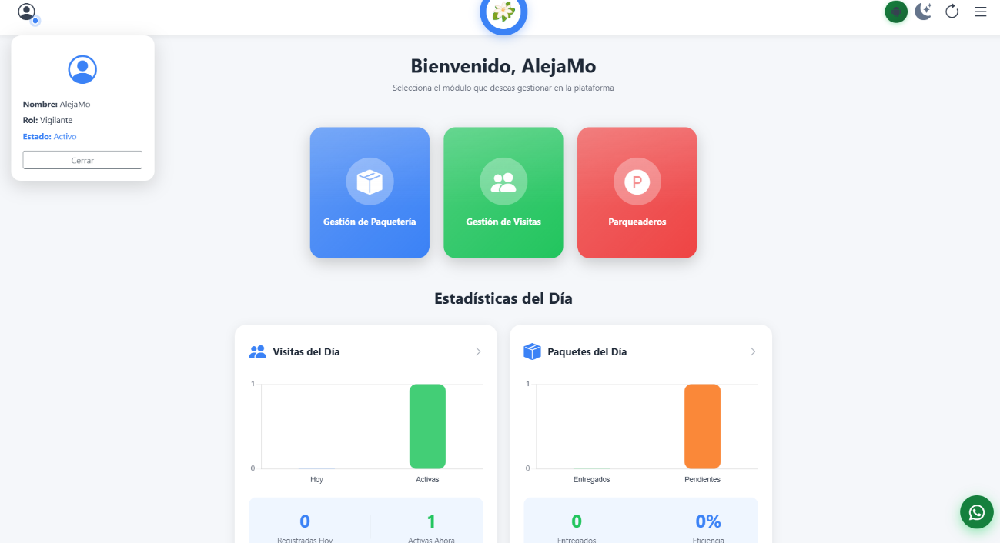 Bienvenido, AlejaMo
Selecciona el módulo que deseas gestionar en la plataforma
Nombre: AlejaMo
Rol: Vigilante
Estado: Activo
Cerrar
Gestión de Paquetería
Gestión de Visitas
P
Parqueaderos
Estadísticas del Día
Visitas del Día
1
0
Hoy
Activas
0
Registradas Hoy
1
Activas Ahora
Paquetes del Día
1
0
Entregados
Pendientes
0
Entregados
0%
Eficiencia